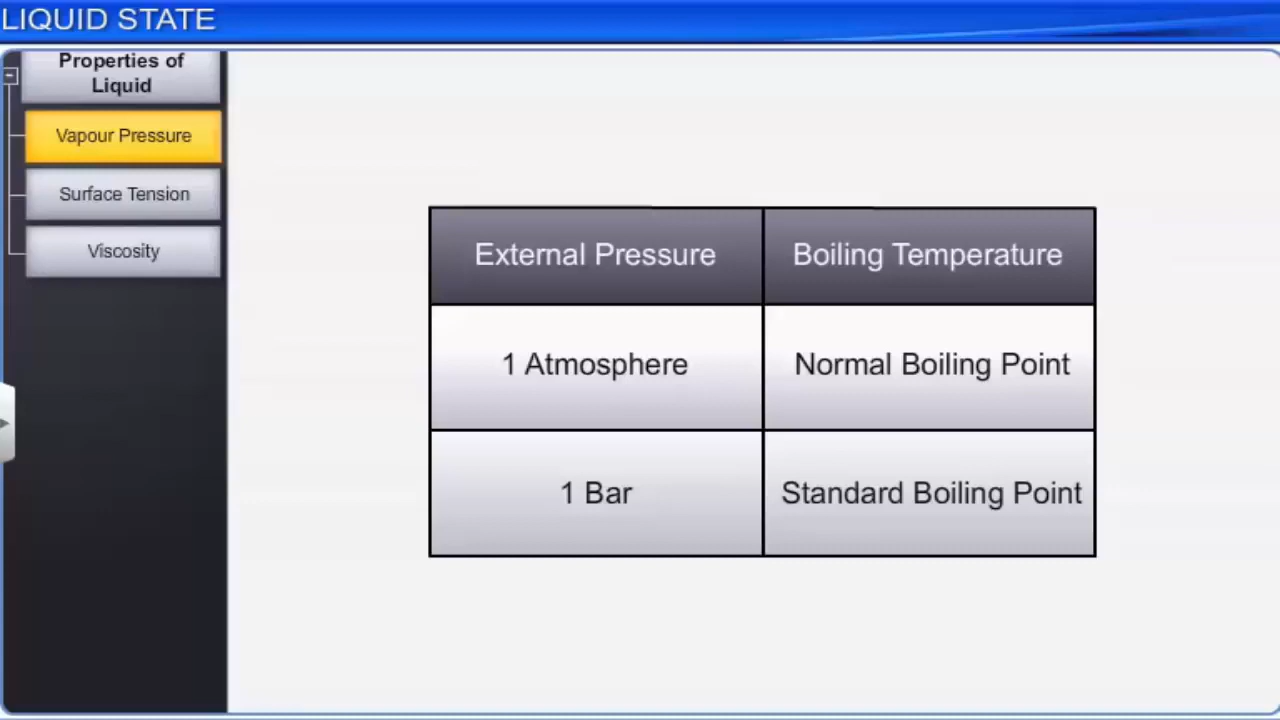 LIQUID STATE
Properties of
Liquid
Vapour Pressure
Surface Tension
Viscosity
External Pressure Boiling Temperature
1 Atmosphere Normal Boiling Point
1 Bar Standard Boiling Point